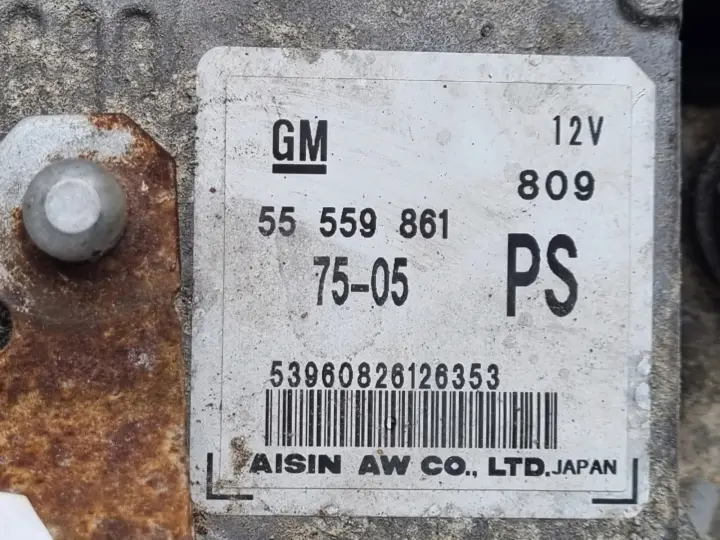 GM 12V
809
55 559 861
75-05 PS
53960826126353
AISIN AW CO., LTD. JAPAN